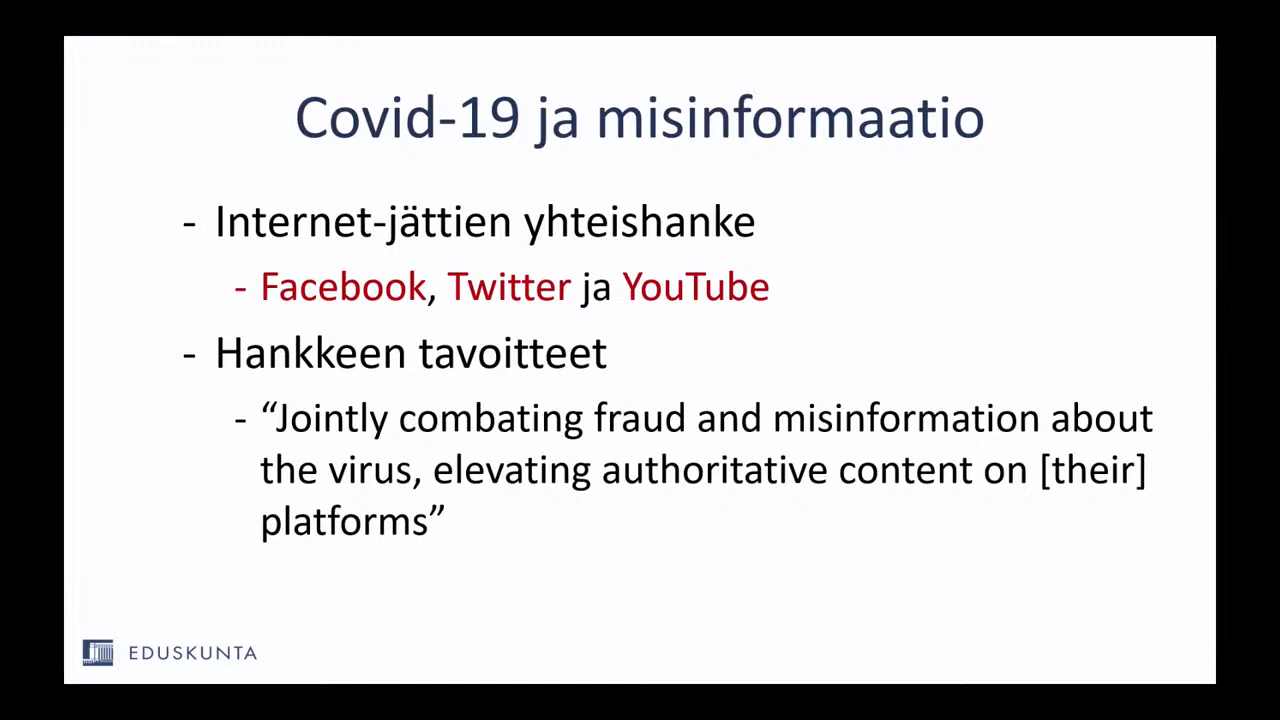 Covid-19 ja misinformaatio
- Internet-jättien yhteishanke
- Facebook, Twitter ja YouTube
- Hankkeen tavoitteet
- “Jointly combating fraud and misinformation about
the virus, elevating authoritative content on [their]
platforms”
EDUSKUNTA